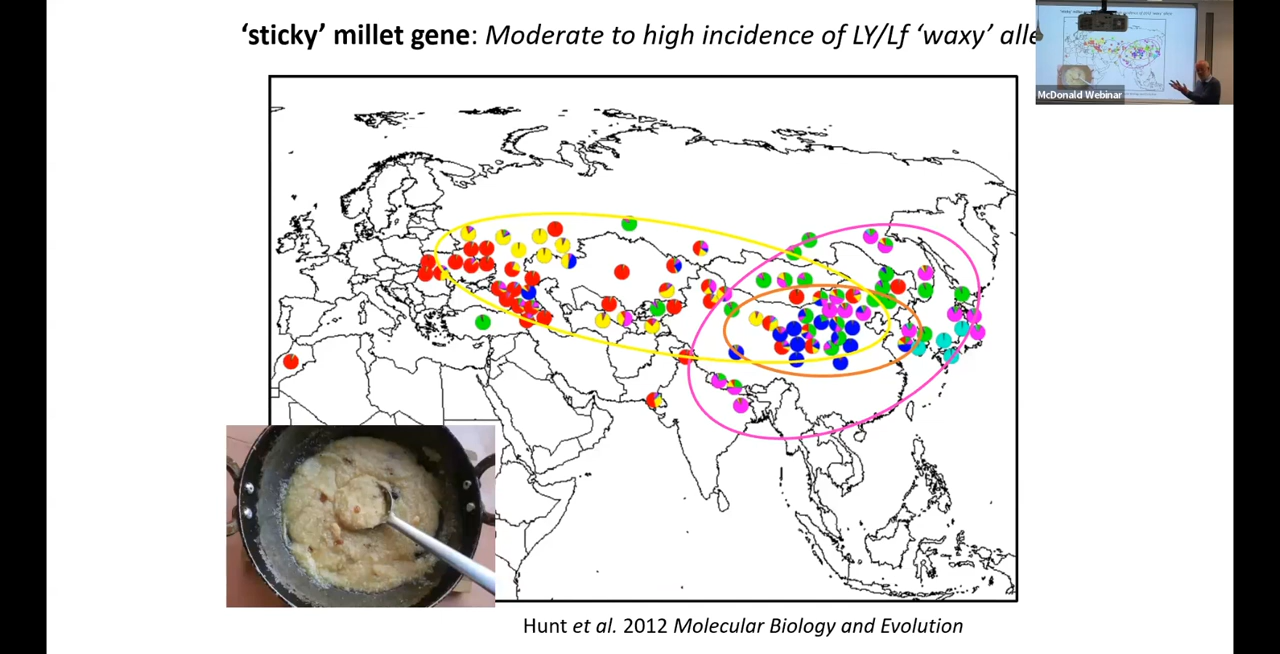 ‘sticky’ millet gene: Moderate to high incidence of LY/Lf ‘waxy’ alle
McDonald Webinar
Hunt et al. 2012 Molecular Biology and Evolution